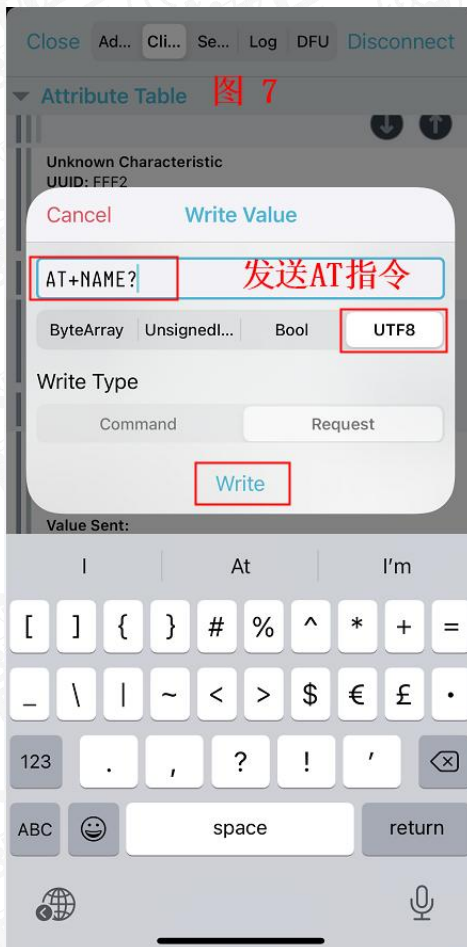 Close Ad... Cli... Se... Log DFU Disconnect
Attribute Table 图 7
Unknown Characteristic
UUID: FFF2
Cancel Write Value
AT+NAME? 发送AT指令
ByteArray UnsignedI... Bool UTF8
Write Type
Command Request
Write
Value Sent:
I At I'm
[ ] { } # % ^ * + =
_ \ | ~ < > $ € £ •
123 . , ? ! ′
ABC space return